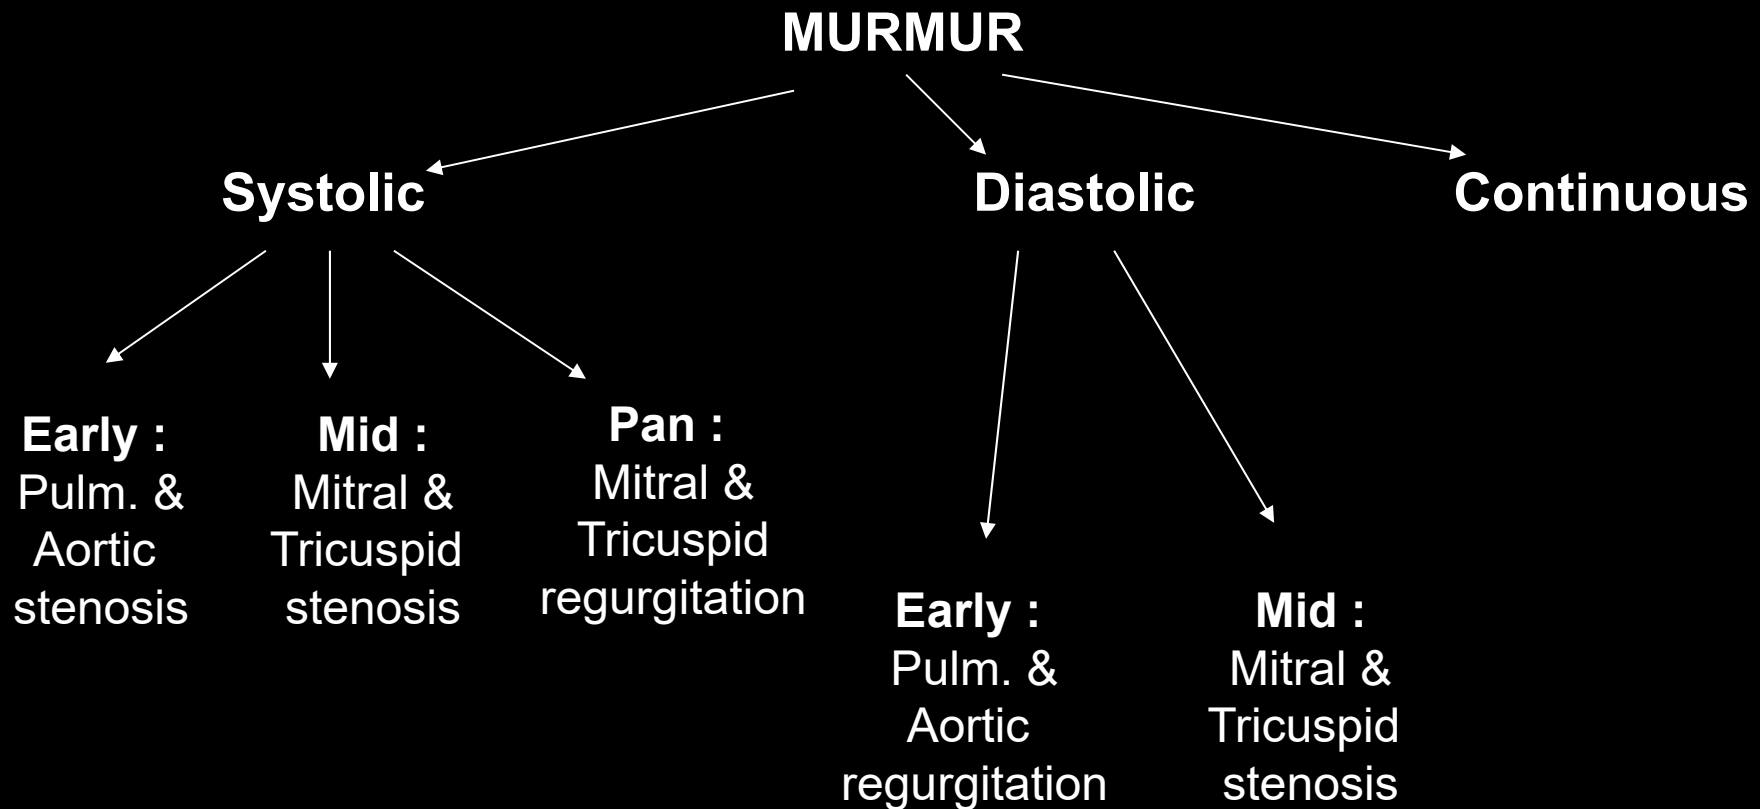 MURMUR
Systolic
Diastolic
Continuous
Early :
Pulm. &
Aortic
stenosis
Mid :
Mitral &
Tricuspid
stenosis
Pan :
Mitral &
Tricuspid
regurgitation
Early :
Pulm. &
Aortic
regurgitation
Mid :
Mitral &
Tricuspid
stenosis